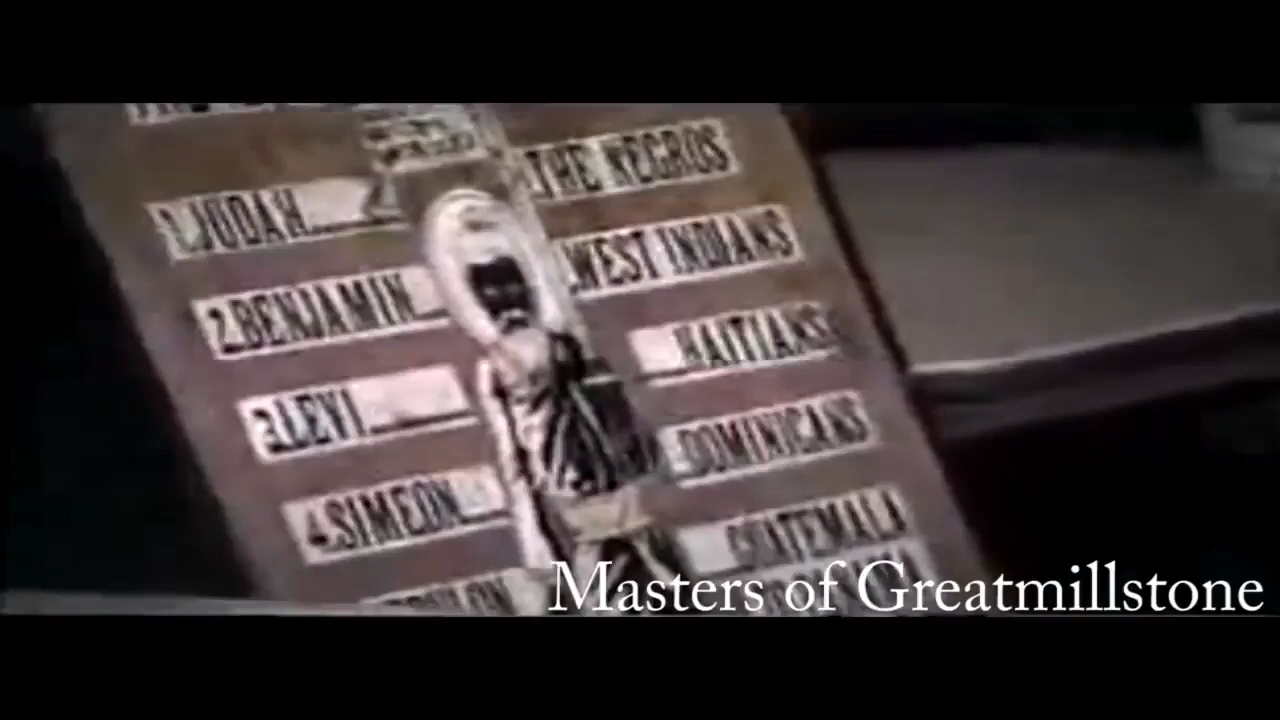 1.JUDAH
THE NEGROS
2.BENJAMIN
WEST INDIANS
3.LEVI
HAITIANS
4.SIMEON
DOMINICANS
GUATEMALA
Masters of Greatmillstone